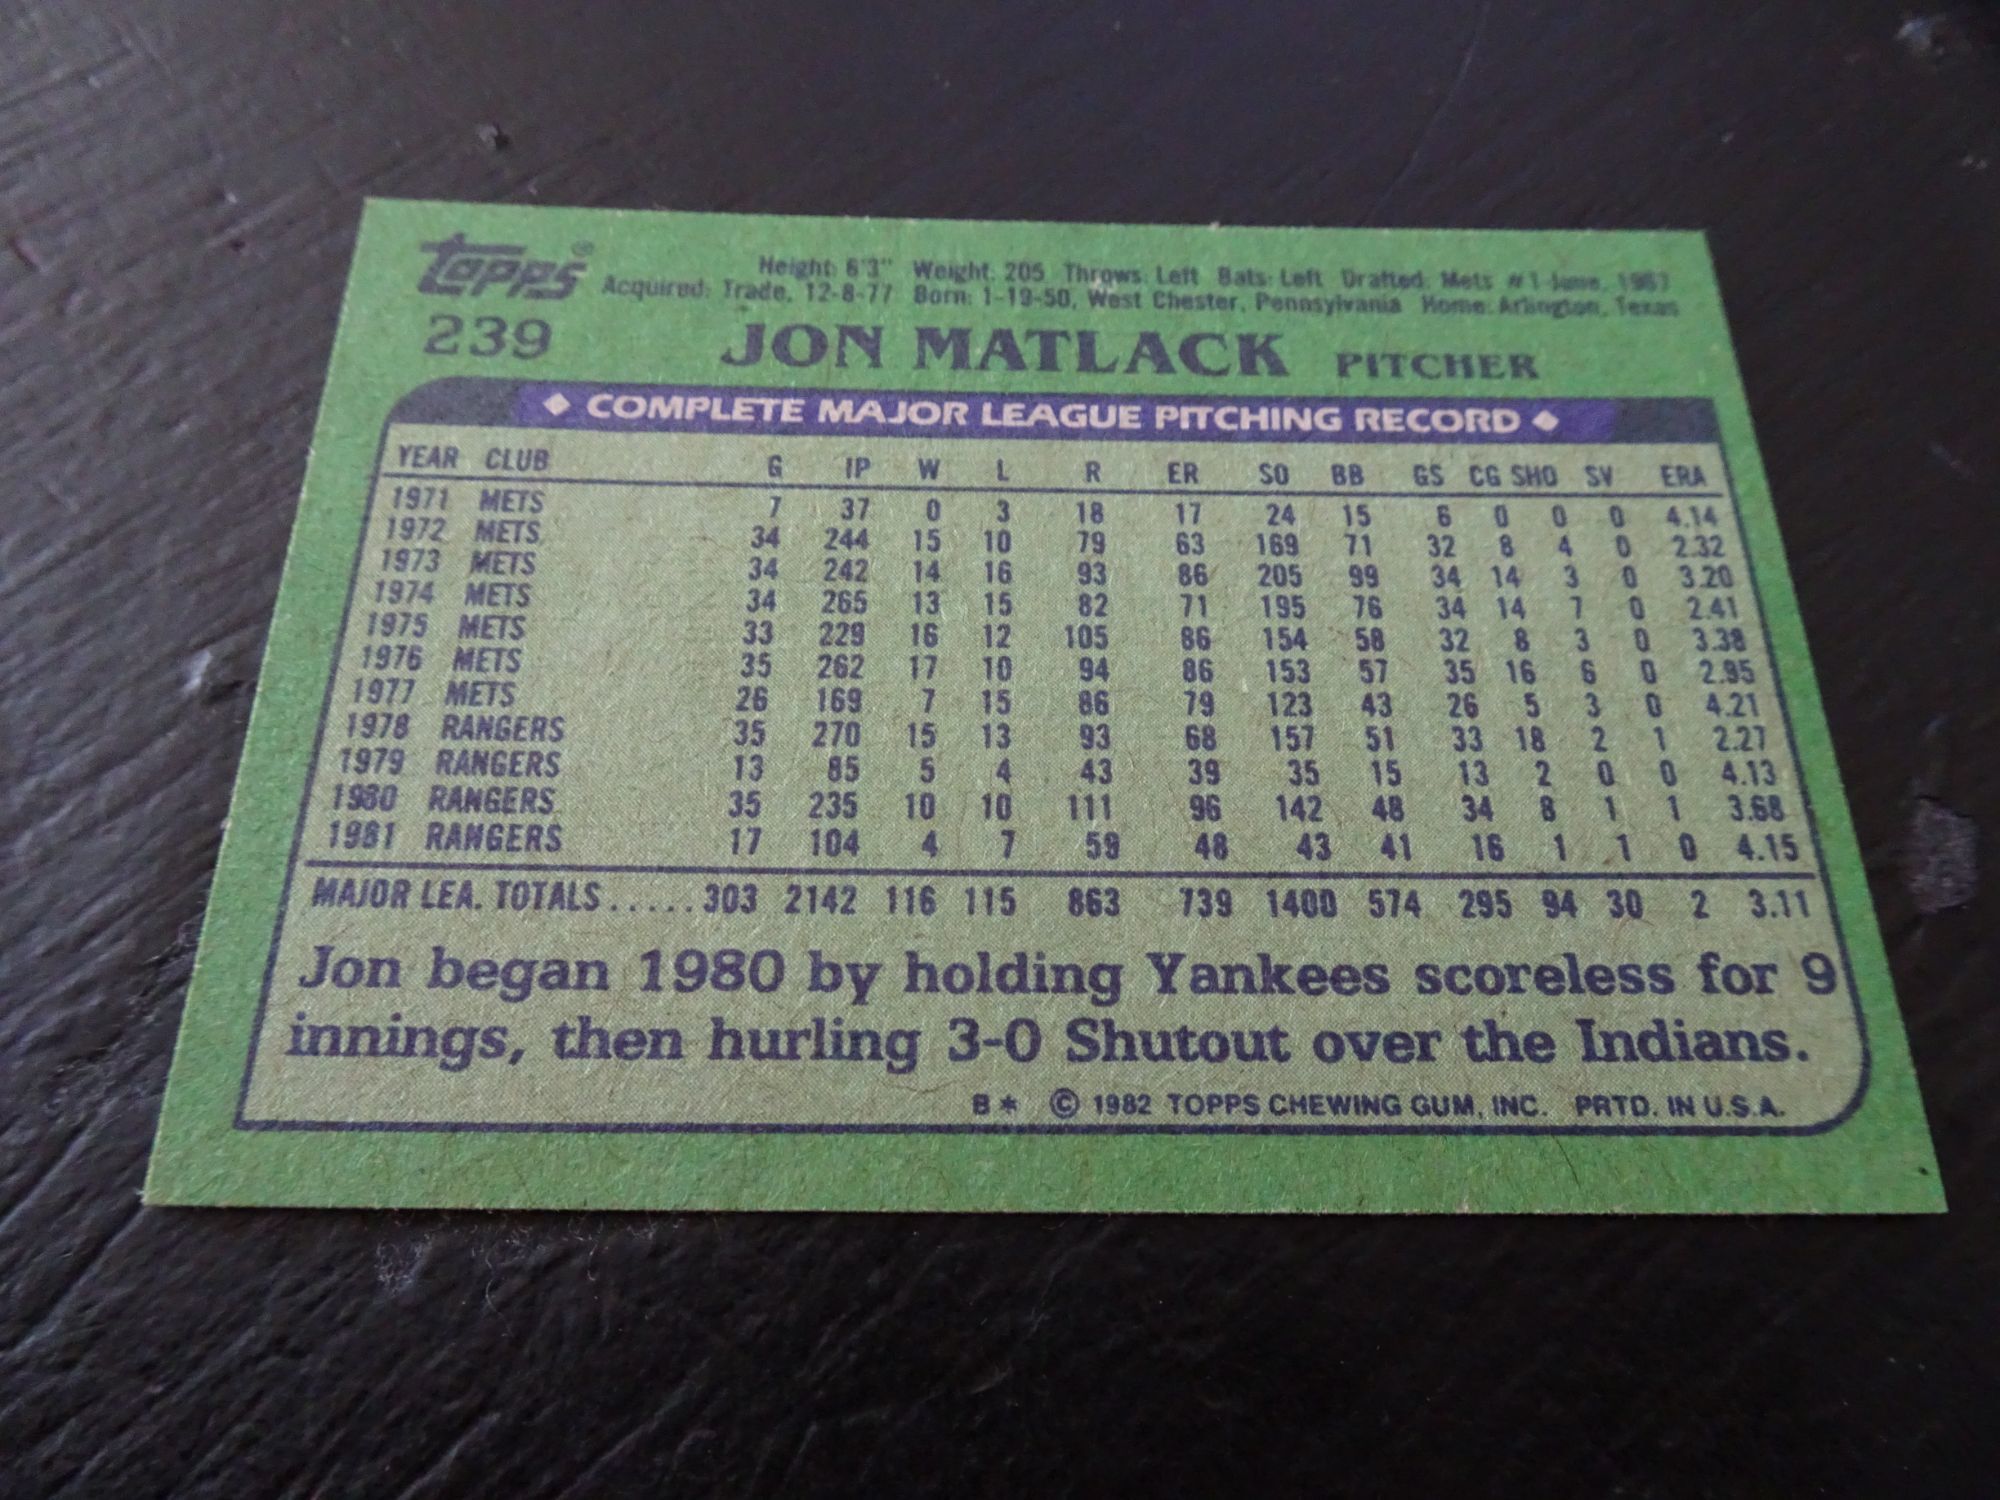 topps®
Height: 6'3" Weight: 205 Throws: Left Bats: Left Drafted: Mets #1-June, 1967
Acquired: Trade, 12-8-77 Born: 1-19-50, West Chester, Pennsylvania Home: Arlington, Texas
239 JON MATLACK PITCHER
◆ COMPLETE MAJOR LEAGUE PITCHING RECORD ◆
YEAR CLUB G IP W L R ER SO BB GS CG SHO SV ERA
1971 METS 7 37 0 3 18 17 24 15 6 0 0 0 4.14
1972 METS 34 244 15 10 79 63 169 71 32 8 4 0 2.32
1973 METS 34 242 14 16 93 86 205 99 34 14 3 0 3.20
1974 METS 34 265 13 15 82 71 195 76 34 14 7 0 2.41
1975 METS 33 229 16 12 105 86 154 58 32 8 3 0 3.38
1976 METS 35 262 17 10 94 86 153 57 35 16 6 0 2.95
1977 METS 26 169 7 15 86 79 123 43 26 5 3 0 4.21
1978 RANGERS 35 270 15 13 93 68 157 51 33 18 2 1 2.27
1979 RANGERS 13 85 5 4 43 39 35 15 13 2 0 0 4.13
1980 RANGERS 35 235 10 10 111 96 142 48 34 8 1 1 3.68
1981 RANGERS 17 104 4 7 59 48 43 41 16 1 1 0 4.15
MAJOR LEA. TOTALS..... 303 2142 116 115 863 739 1400 574 295 94 30 2 3.11
Jon began 1980 by holding Yankees scoreless for 9
innings, then hurling 3-0 Shutout over the Indians.
B* © 1982 TOPPS CHEWING GUM, INC. PRTD. IN U.S.A.